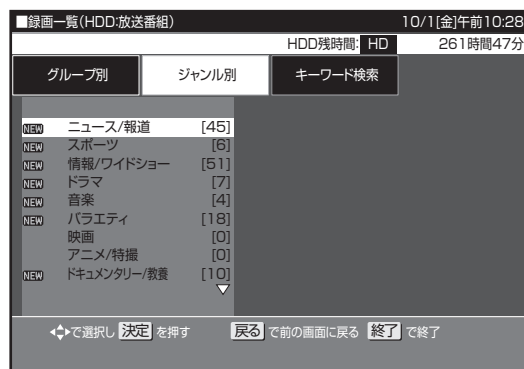 ■録画一覧(HDD:放送番組) 10/1[金]午前10:28
HDD残時間: HD 261時間47分
グループ別 ジャンル別 キーワード検索
NEW ニュース/報道 [45]
NEW スポーツ [6]
NEW 情報/ワイドショー [51]
NEW ドラマ [7]
NEW 音楽 [4]
NEW バラエティ [18]
映画 [0]
アニメ/特撮 [0]
NEW ドキュメンタリー/教養 [10]
で選択し 決定 を押す 戻る で前の画面に戻る 終了 で終了